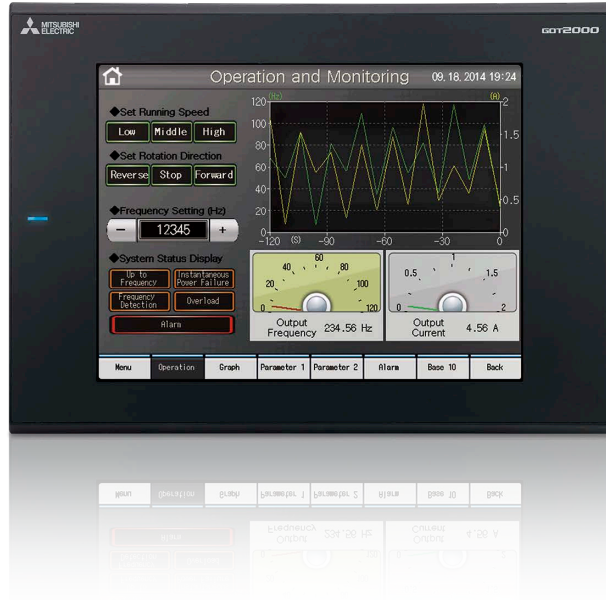 MITSUBISHI
ELECTRIC
GOT2000
Operation and Monitoring 09. 18. 2014 19:24
◆Set Running Speed
Low Middle High
◆Set Rotation Direction
Reverse Stop Forward
◆Frequency Setting (Hz)
− 12345 +
◆System Status Display
Up to
Frequency
Instantaneous
Power Failure
Frequency
Detection
Overload
Alarm
(Hz) (A)
120 2
100
1.5
80
60 1
40
0.5
20
0 0
-120 (S) -90 -60 -30 0
0 20 40 60 80 100 120
Output
Frequency 234.56 Hz
0 0.5 1 1.5 2
Output
Current 4.56 A
Menu Operation Graph Parameter 1 Parameter 2 Alarm Base 10 Back